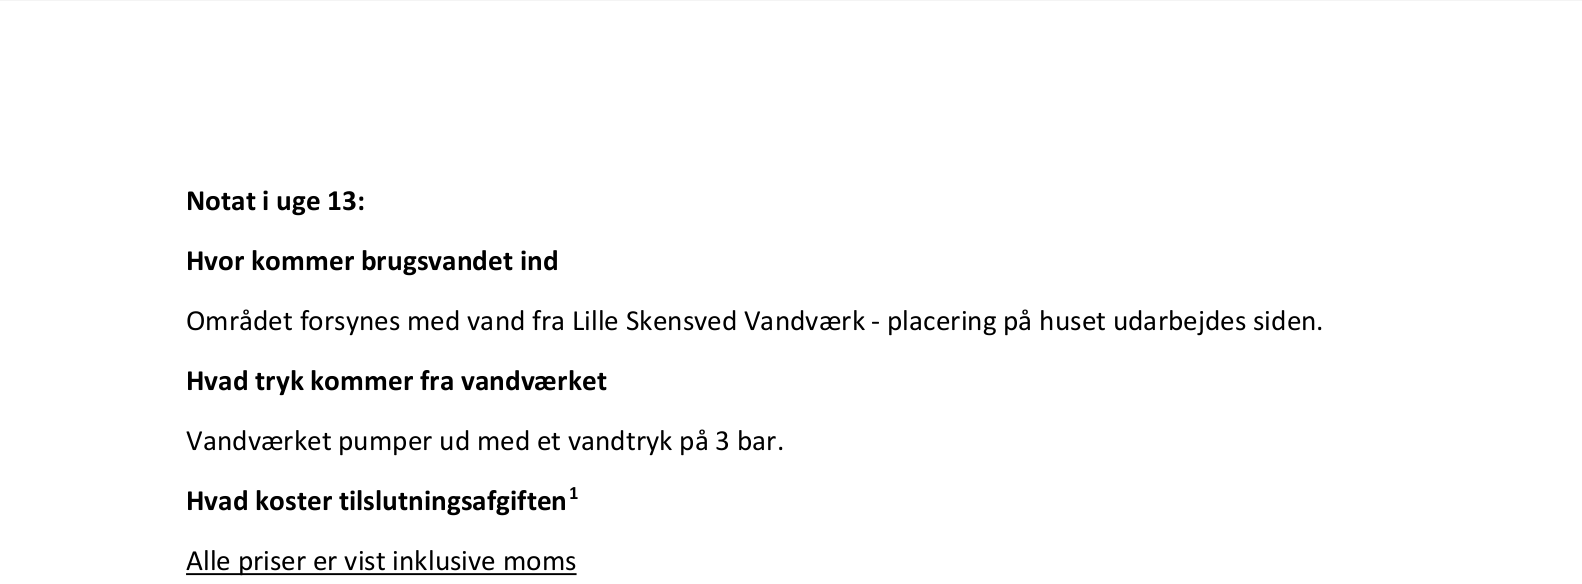 Notat i uge 13:
Hvor kommer brugsvandet ind
Området forsynes med vand fra Lille Skensved Vandværk - placering på huset udarbejdes siden.
Hvad tryk kommer fra vandværket
Vandværket pumper ud med et vandtryk på 3 bar.
Hvad koster tilslutningsafgiften¹
Alle priser er vist inklusive moms